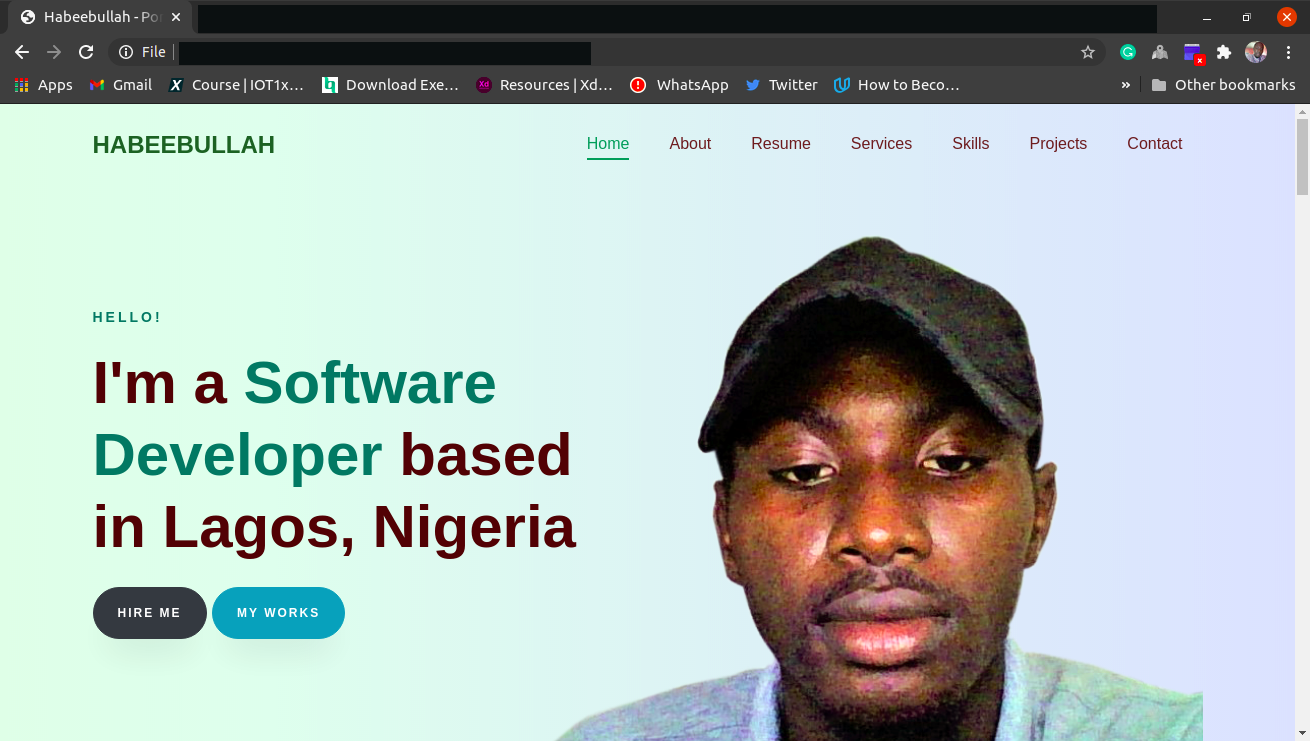 Habeebullah - Por
File
Apps
Gmail
Course | IOT1x…
Download Exe…
Resources | Xd…
WhatsApp
Twitter
How to Beco…
»
Other bookmarks
HABEEBULLAH
Home
About
Resume
Services
Skills
Projects
Contact
HELLO!
I'm a Software
Developer based
in Lagos, Nigeria
HIRE ME
MY WORKS